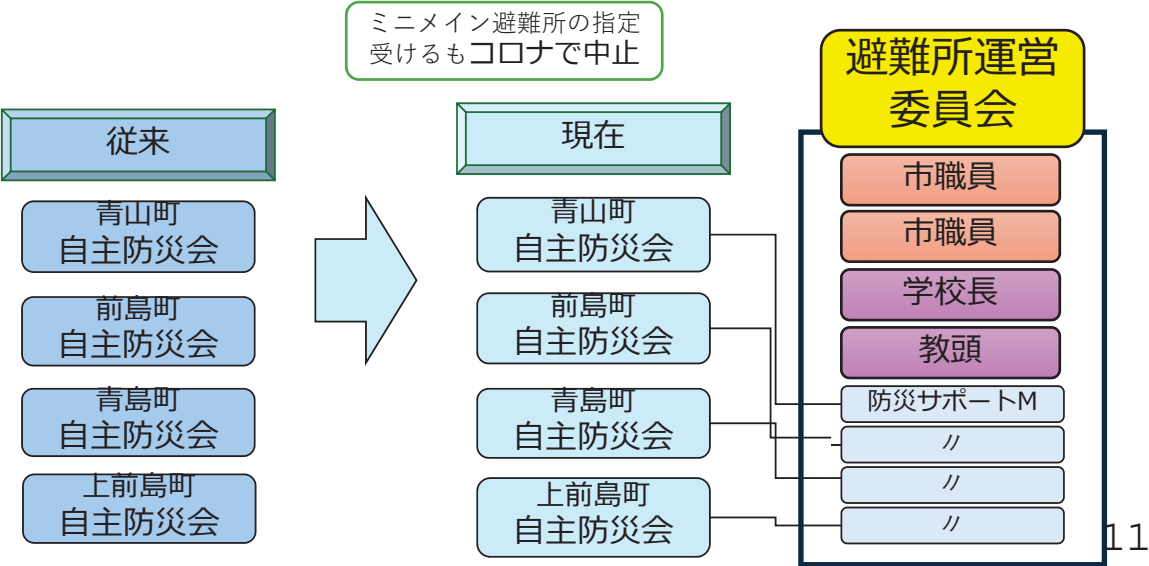 ミニメイン避難所の指定
受けるもコロナで中止
従来
青山町
自主防災会
前島町
自主防災会
青島町
自主防災会
上前島町
自主防災会
現在
青山町
自主防災会
前島町
自主防災会
青島町
自主防災会
上前島町
自主防災会
避難所運営
委員会
市職員
市職員
学校長
教頭
防災サポートM
〃
〃
〃
11